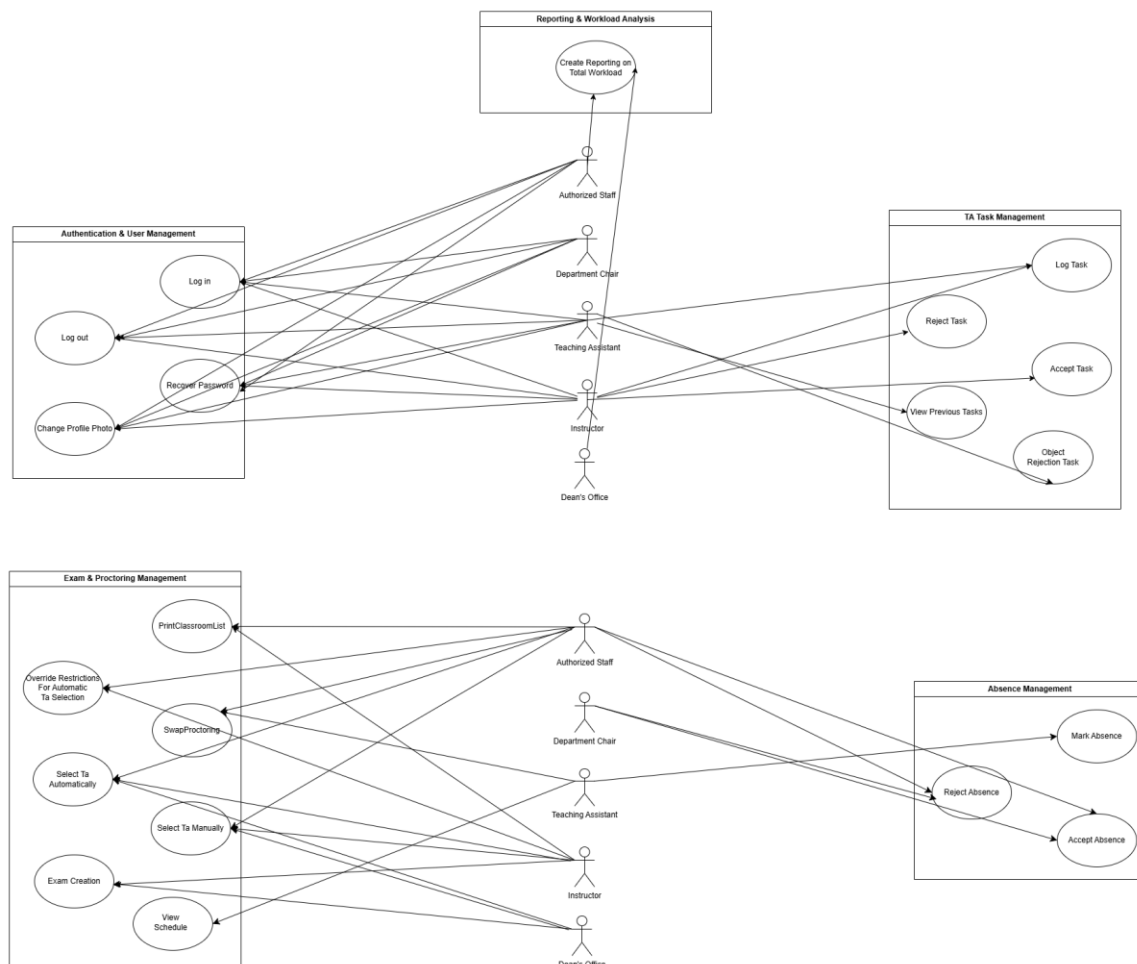 Reporting & Workload Analysis
Create Reporting on
Total Workload
Authorized Staff
Authentication & User Management
TA Task Management
Log in
Department Chair
Log Task
Log out
Teaching Assistant
Reject Task
Recover Password
Accept Task
Change Profile Photo
Instructor
View Previous Tasks
Object
Rejection Task
Dean's Office
Exam & Proctoring Management
PrintClassroomList
Authorized Staff
Override Restrictions
For Automatic
Ta Selection
Absence Management
SwapProctoring
Department Chair
Mark Absence
Select Ta
Automatically
Teaching Assistant
Reject Absence
Select Ta Manually
Accept Absence
Exam Creation
Instructor
View
Schedule
Dean's Office